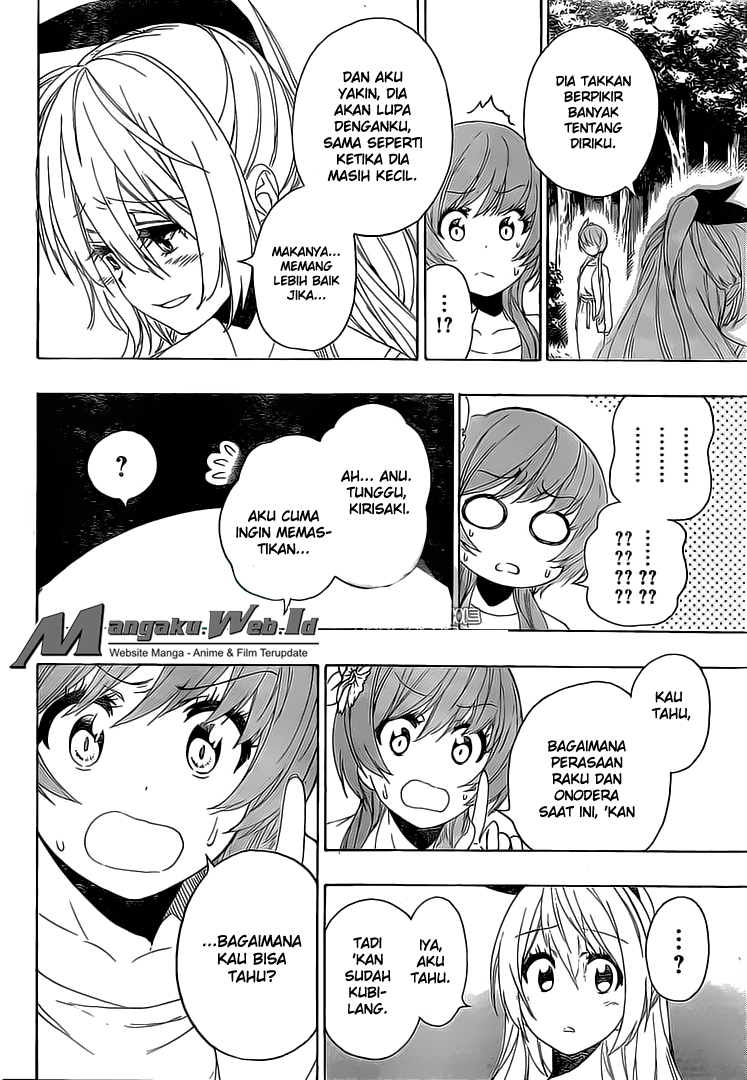 DIA TAKKAN
BERPIKIR
BANYAK
TENTANG
DIRIKU.
...
!?
DAN AKU
YAKIN, DIA
AKAN LUPA
DENGANKU,
SAMA SEPERTI
KETIKA DIA
MASIH KECIL.
MAKANYA...
MEMANG
LEBIH BAIK
JIKA...
... ... ... ...
?? ...
??
?? ??
?? ??
AH... ANU.
TUNGGU,
KIRISAKI.
AKU CUMA
INGIN MEMAS-
TIKAN...
?
Mangaku.Web.Id
Website Manga - Anime & Film Terupdate
KAU
TAHU,
BAGAIMANA
PERASAAN
RAKU DAN
ONODERA
SAAT INI, 'KAN
...?
IYA,
AKU
TAHU.
TADI
'KAN
SUDAH
KUBI-
LANG.
...BAGAIMANA
KAU BISA
TAHU?